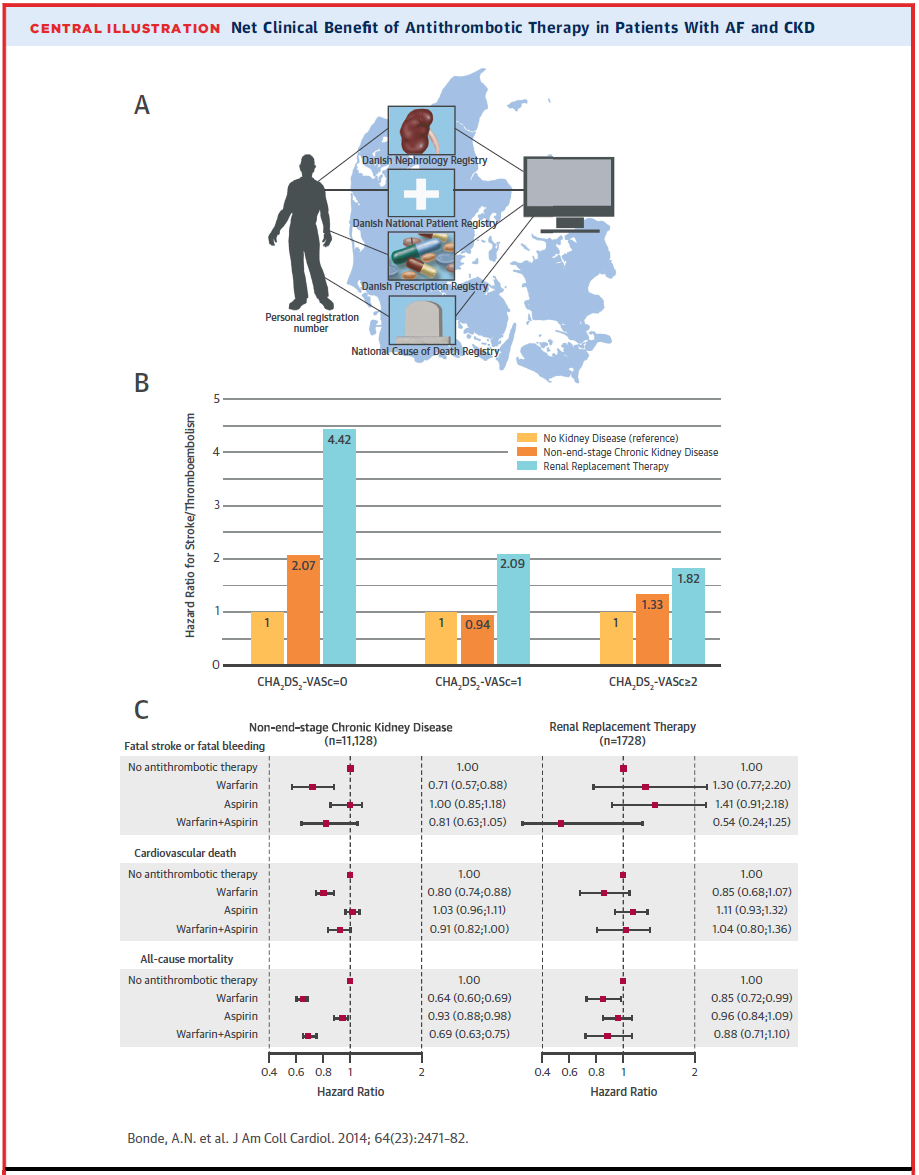 CENTRAL ILLUSTRATION Net Clinical Benefit of Antithrombotic Therapy in Patients With AF and CKD
A
Danish Nephrology Registry
Danish National Patient Registry
Danish Prescription Registry
National Cause of Death Registry
Personal registration
number
B
Hazard Ratio for Stroke/Thromboembolism
5
4
3
2
1
0
No Kidney Disease (reference)
Non-end-stage Chronic Kidney Disease
Renal Replacement Therapy
1
2.07
4.42
1
0.94
2.09
1
1.33
1.82
CHA2DS2-VASc=0
CHA2DS2-VASc=1
CHA2DS2-VASc≥2
C
Non-end-stage Chronic Kidney Disease
(n=11,128)
Renal Replacement Therapy
(n=1728)
Fatal stroke or fatal bleeding
No antithrombotic therapy 1.00 1.00
Warfarin 0.71 (0.57;0.88) 1.30 (0.77;2.20)
Aspirin 1.00 (0.85;1.18) 1.41 (0.91;2.18)
Warfarin+Aspirin 0.81 (0.63;1.05) 0.54 (0.24;1.25)
Cardiovascular death
No antithrombotic therapy 1.00 1.00
Warfarin 0.80 (0.74;0.88) 0.85 (0.68;1.07)
Aspirin 1.03 (0.96;1.11) 1.11 (0.93;1.32)
Warfarin+Aspirin 0.91 (0.82;1.00) 1.04 (0.80;1.36)
All-cause mortality
No antithrombotic therapy 1.00 1.00
Warfarin 0.64 (0.60;0.69) 0.85 (0.72;0.99)
Aspirin 0.93 (0.88;0.98) 0.96 (0.84;1.09)
Warfarin+Aspirin 0.69 (0.63;0.75) 0.88 (0.71;1.10)
0.4 0.6 0.8 1 2 0.4 0.6 0.8 1 2
Hazard Ratio Hazard Ratio
Bonde, A.N. et al. J Am Coll Cardiol. 2014; 64(23):2471-82.